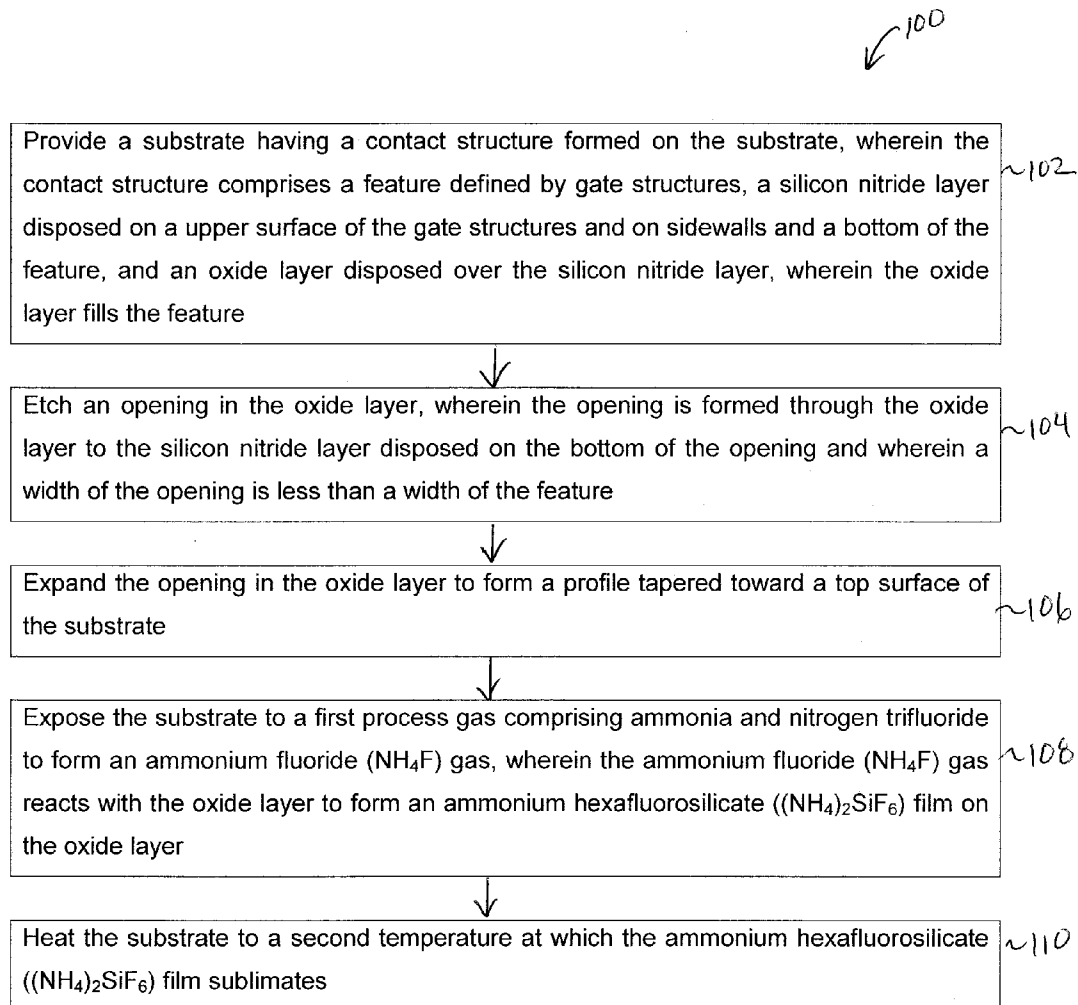 100
Provide a substrate having a contact structure formed on the substrate, wherein the
contact structure comprises a feature defined by gate structures, a silicon nitride layer
disposed on a upper surface of the gate structures and on sidewalls and a bottom of the
feature, and an oxide layer disposed over the silicon nitride layer, wherein the oxide
layer fills the feature
~102
Etch an opening in the oxide layer, wherein the opening is formed through the oxide
layer to the silicon nitride layer disposed on the bottom of the opening and wherein a
width of the opening is less than a width of the feature
~104
Expand the opening in the oxide layer to form a profile tapered toward a top surface of
the substrate
~106
Expose the substrate to a first process gas comprising ammonia and nitrogen trifluoride
to form an ammonium fluoride (NH₄F) gas, wherein the ammonium fluoride (NH₄F) gas
reacts with the oxide layer to form an ammonium hexafluorosilicate ((NH₄)₂SiF₆) film on
the oxide layer
~108
Heat the substrate to a second temperature at which the ammonium hexafluorosilicate
((NH₄)₂SiF₆) film sublimates
~110